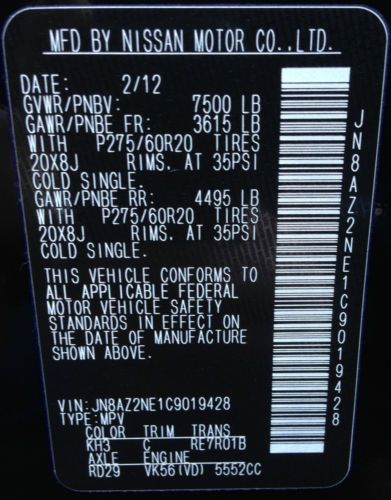 MFD BY NISSAN MOTOR CO.,LTD.
DATE: 2/12
GVWR/PNBV: 7500 LB
GAWR/PNBE FR: 3615 LB
WITH P275/60R20 TIRES
20X8J RIMS, AT 35PSI
COLD SINGLE.
GAWR/PNBE RR: 4495 LB
WITH P275/60R20 TIRES
20X8J RIMS, AT 35PSI
COLD SINGLE.
THIS VEHICLE CONFORMS TO
ALL APPLICABLE FEDERAL
MOTOR VEHICLE SAFETY
STANDARDS IN EFFECT ON
THE DATE OF MANUFACTURE
SHOWN ABOVE.
JN8AZ2NE1C9019428
VIN: JN8AZ2NE1C9019428
TYPE: MPV
COLOR TRIM TRANS
KH3 C RE7R01B
AXLE ENGINE
RD29 VK56(VD) 5552CC